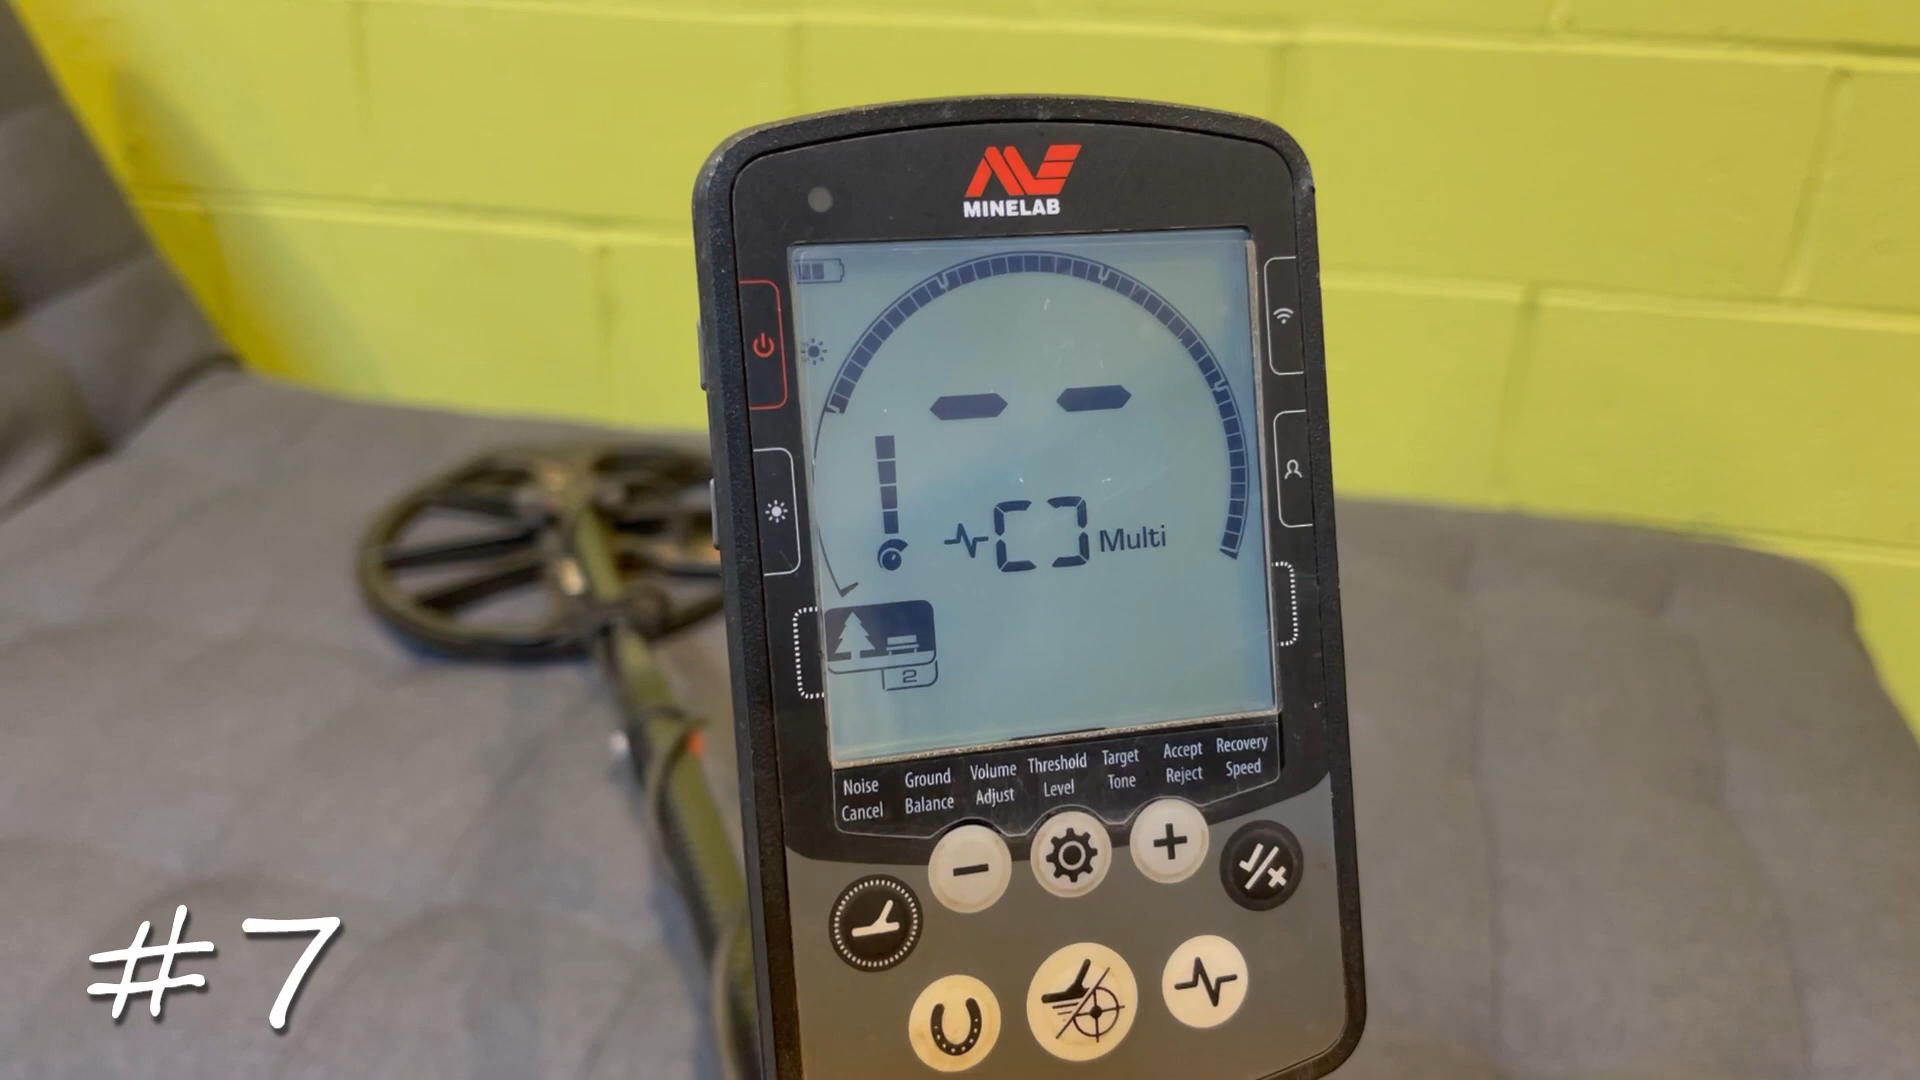 MINELAB
– –
Multi
2
Noise Cancel
Ground Balance
Volume Adjust
Threshold Level
Target Tone
Accept Reject
Recovery Speed
#7